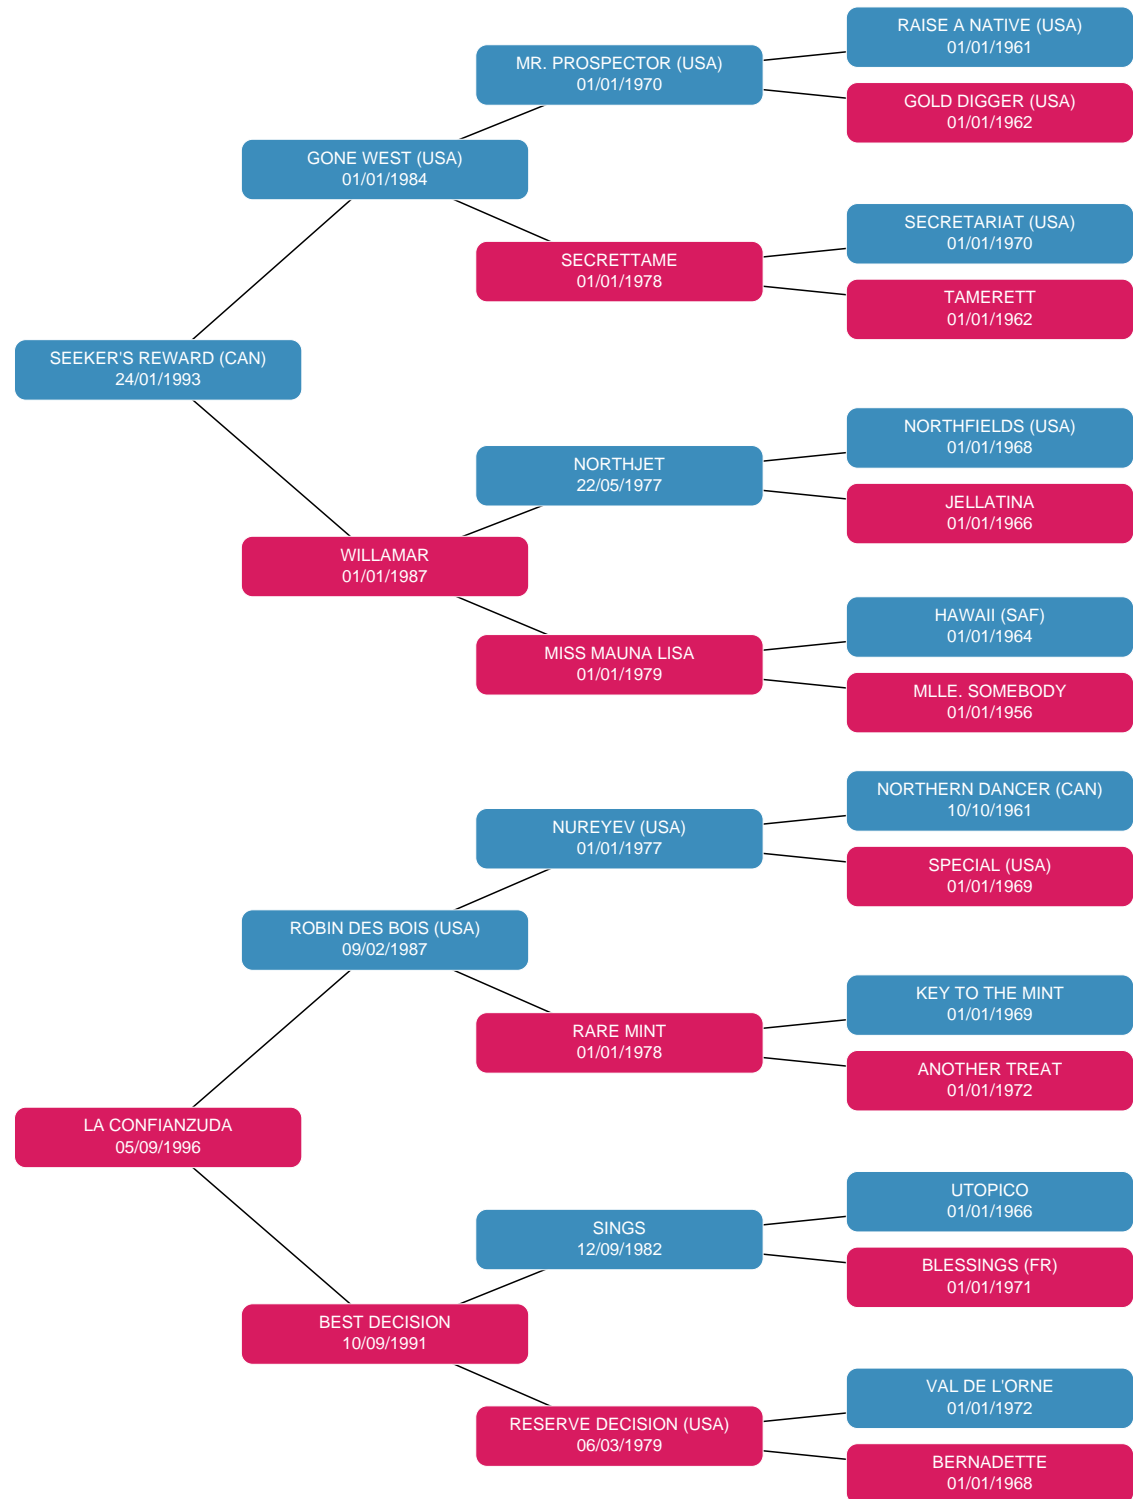 RAISE A NATIVE (USA)
01/01/1961
MR. PROSPECTOR (USA)
01/01/1970
GOLD DIGGER (USA)
01/01/1962
GONE WEST (USA)
01/01/1984
SECRETARIAT (USA)
01/01/1970
SECRETTAME
01/01/1978
TAMERETT
01/01/1962
SEEKER'S REWARD (CAN)
24/01/1993
NORTHFIELDS (USA)
01/01/1968
NORTHJET
22/05/1977
JELLATINA
01/01/1966
WILLAMAR
01/01/1987
HAWAII (SAF)
01/01/1964
MISS MAUNA LISA
01/01/1979
MLLE. SOMEBODY
01/01/1956
NORTHERN DANCER (CAN)
10/10/1961
NUREYEV (USA)
01/01/1977
SPECIAL (USA)
01/01/1969
ROBIN DES BOIS (USA)
09/02/1987
KEY TO THE MINT
01/01/1969
RARE MINT
01/01/1978
ANOTHER TREAT
01/01/1972
LA CONFIANZUDA
05/09/1996
UTOPICO
01/01/1966
SINGS
12/09/1982
BLESSINGS (FR)
01/01/1971
BEST DECISION
10/09/1991
VAL DE L'ORNE
01/01/1972
RESERVE DECISION (USA)
06/03/1979
BERNADETTE
01/01/1968